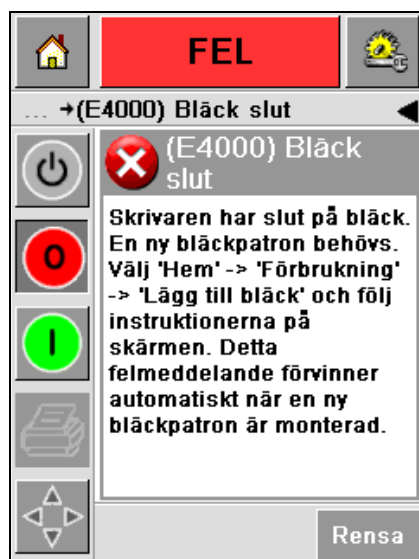 FEL
... →(E4000) Bläck slut
(E4000) Bläck
slut
Skrivaren har slut på bläck.
En ny bläckpatron behövs.
Välj 'Hem' -> 'Förbrukning'
-> 'Lägg till bläck' och följ
instruktionerna på
skärmen. Detta
felmeddelande förvinner
automatiskt när en ny
bläckpatron är monterad.
Rensa